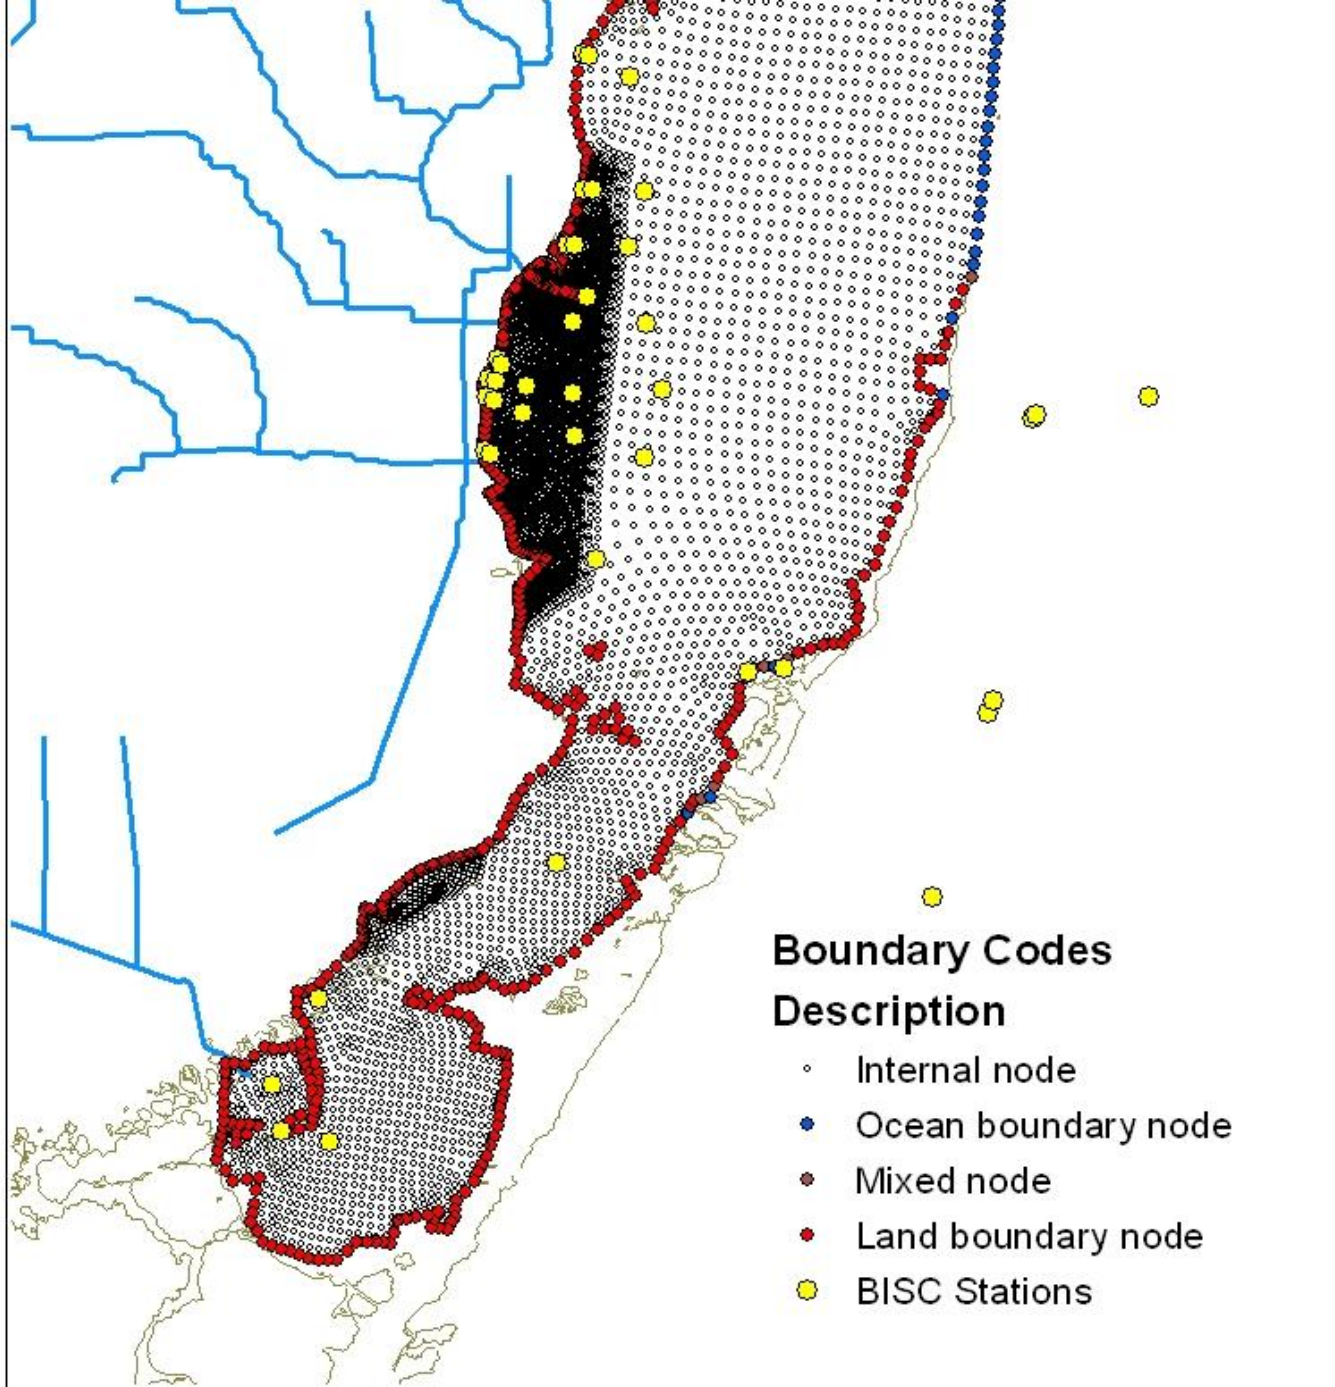 Boundary Codes
Description
Internal node
Ocean boundary node
Mixed node
Land boundary node
BISC Stations